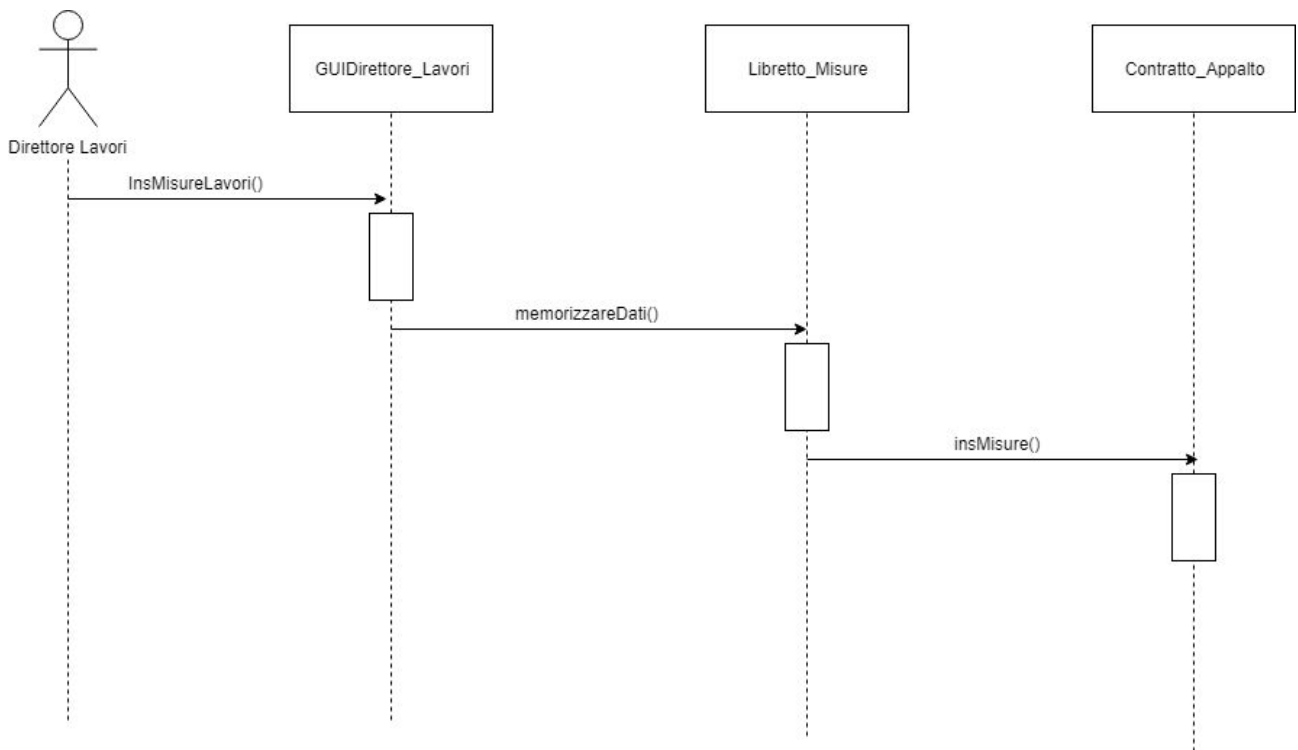 GUIDirettore_Lavori
Libretto_Misure
Contratto_Appalto
Direttore Lavori
InsMisureLavori()
memorizzareDati()
insMisure()